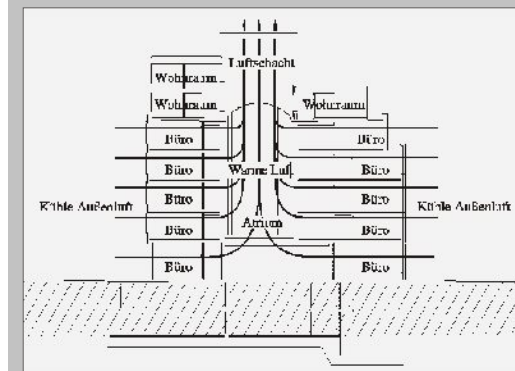 Luftschacht
Wohnraum
Wohnraum Wohnraum
Büro Büro
Büro Warme Luft Büro
Büro Büro
Kühle Außenluft Kühle Außenluft
Atrium
Büro Büro
Büro Büro